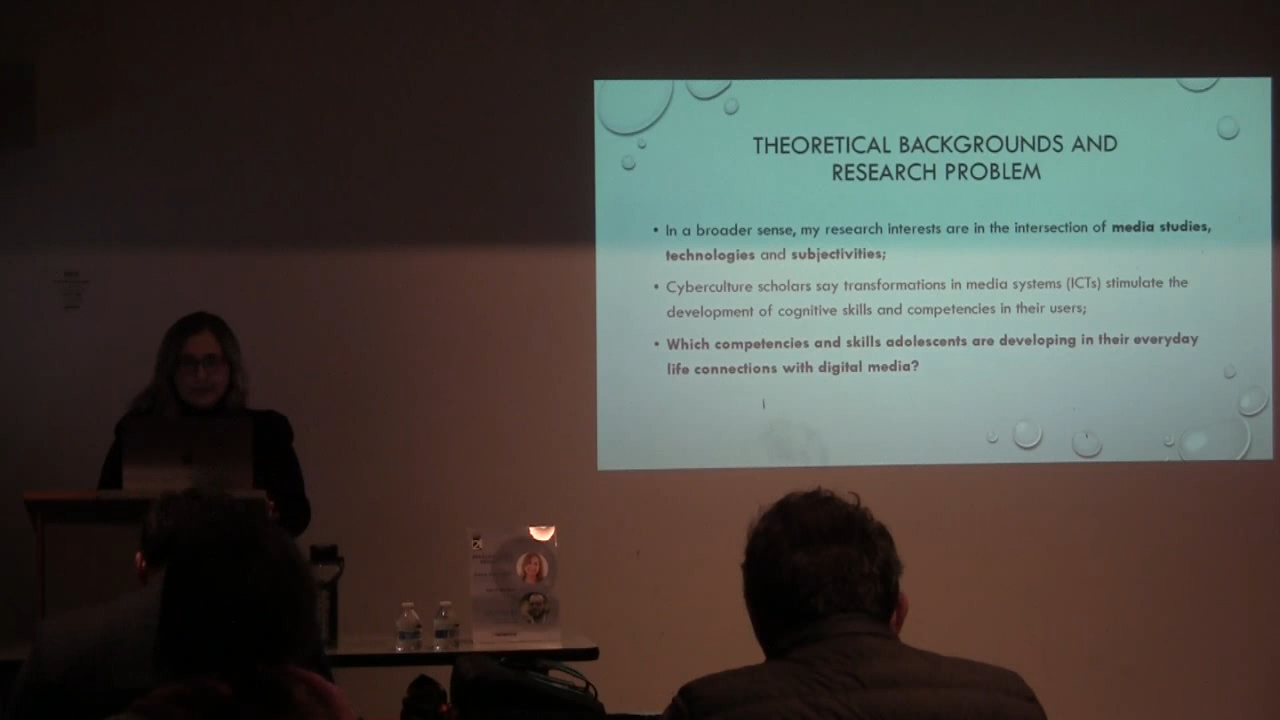 THEORETICAL BACKGROUNDS AND
RESEARCH PROBLEM
• In a broader sense, my research interests are in the intersection of media studies,
technologies and subjectivities;
• Cyberculture scholars say transformations in media systems (ICTs) stimulate the
development of cognitive skills and competencies in their users;
• Which competencies and skills adolescents are developing in their everyday
life connections with digital media?